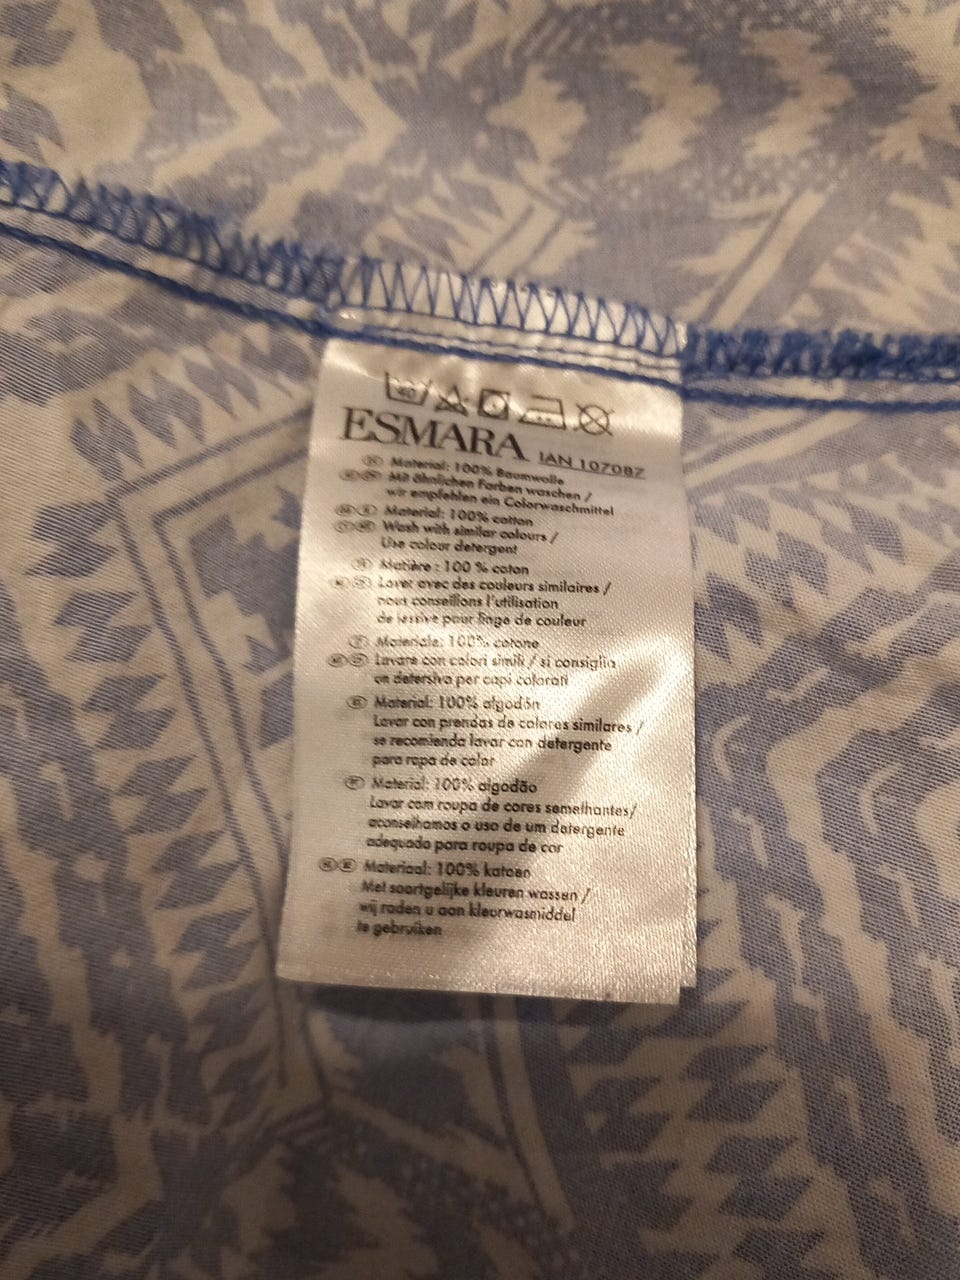 40
ESMARA IAN 107087
Material: 100% Baumwolle
Mit ähnlichen Farben waschen /
wir empfehlen ein Colorwaschmittel
Material: 100% cotton
Wash with similar colours /
Use colour detergent
Matière : 100 % coton
Laver avec des couleurs similaires /
nous conseillons l'utilisation
de lessive pour linge de couleur
Materiale: 100% cotone
Lavare con colori simili / si consiglia
un detersivo per capi colorati
Material: 100% algodón
Lavar con prendas de colores similares /
se recomienda lavar con detergente
para ropa de color
Material: 100% algodão
Lavar com roupa de cores semelhantes/
aconselhamos o uso de um detergente
adequado para roupa de cor
Materiaal: 100% katoen
Met soortgelijke kleuren wassen /
wij raden u aan kleurwasmiddel
te gebruiken